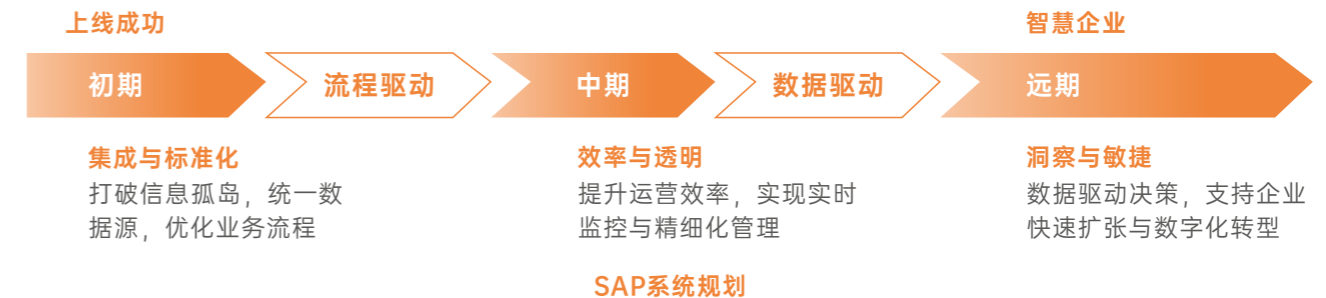 上线成功
智慧企业
初期
流程驱动
中期
数据驱动
远期
集成与标准化
打破信息孤岛，统一数
据源，优化业务流程
效率与透明
提升运营效率，实现实时
监控与精细化管理
洞察与敏捷
数据驱动决策，支持企业
快速扩张与数字化转型
SAP系统规划